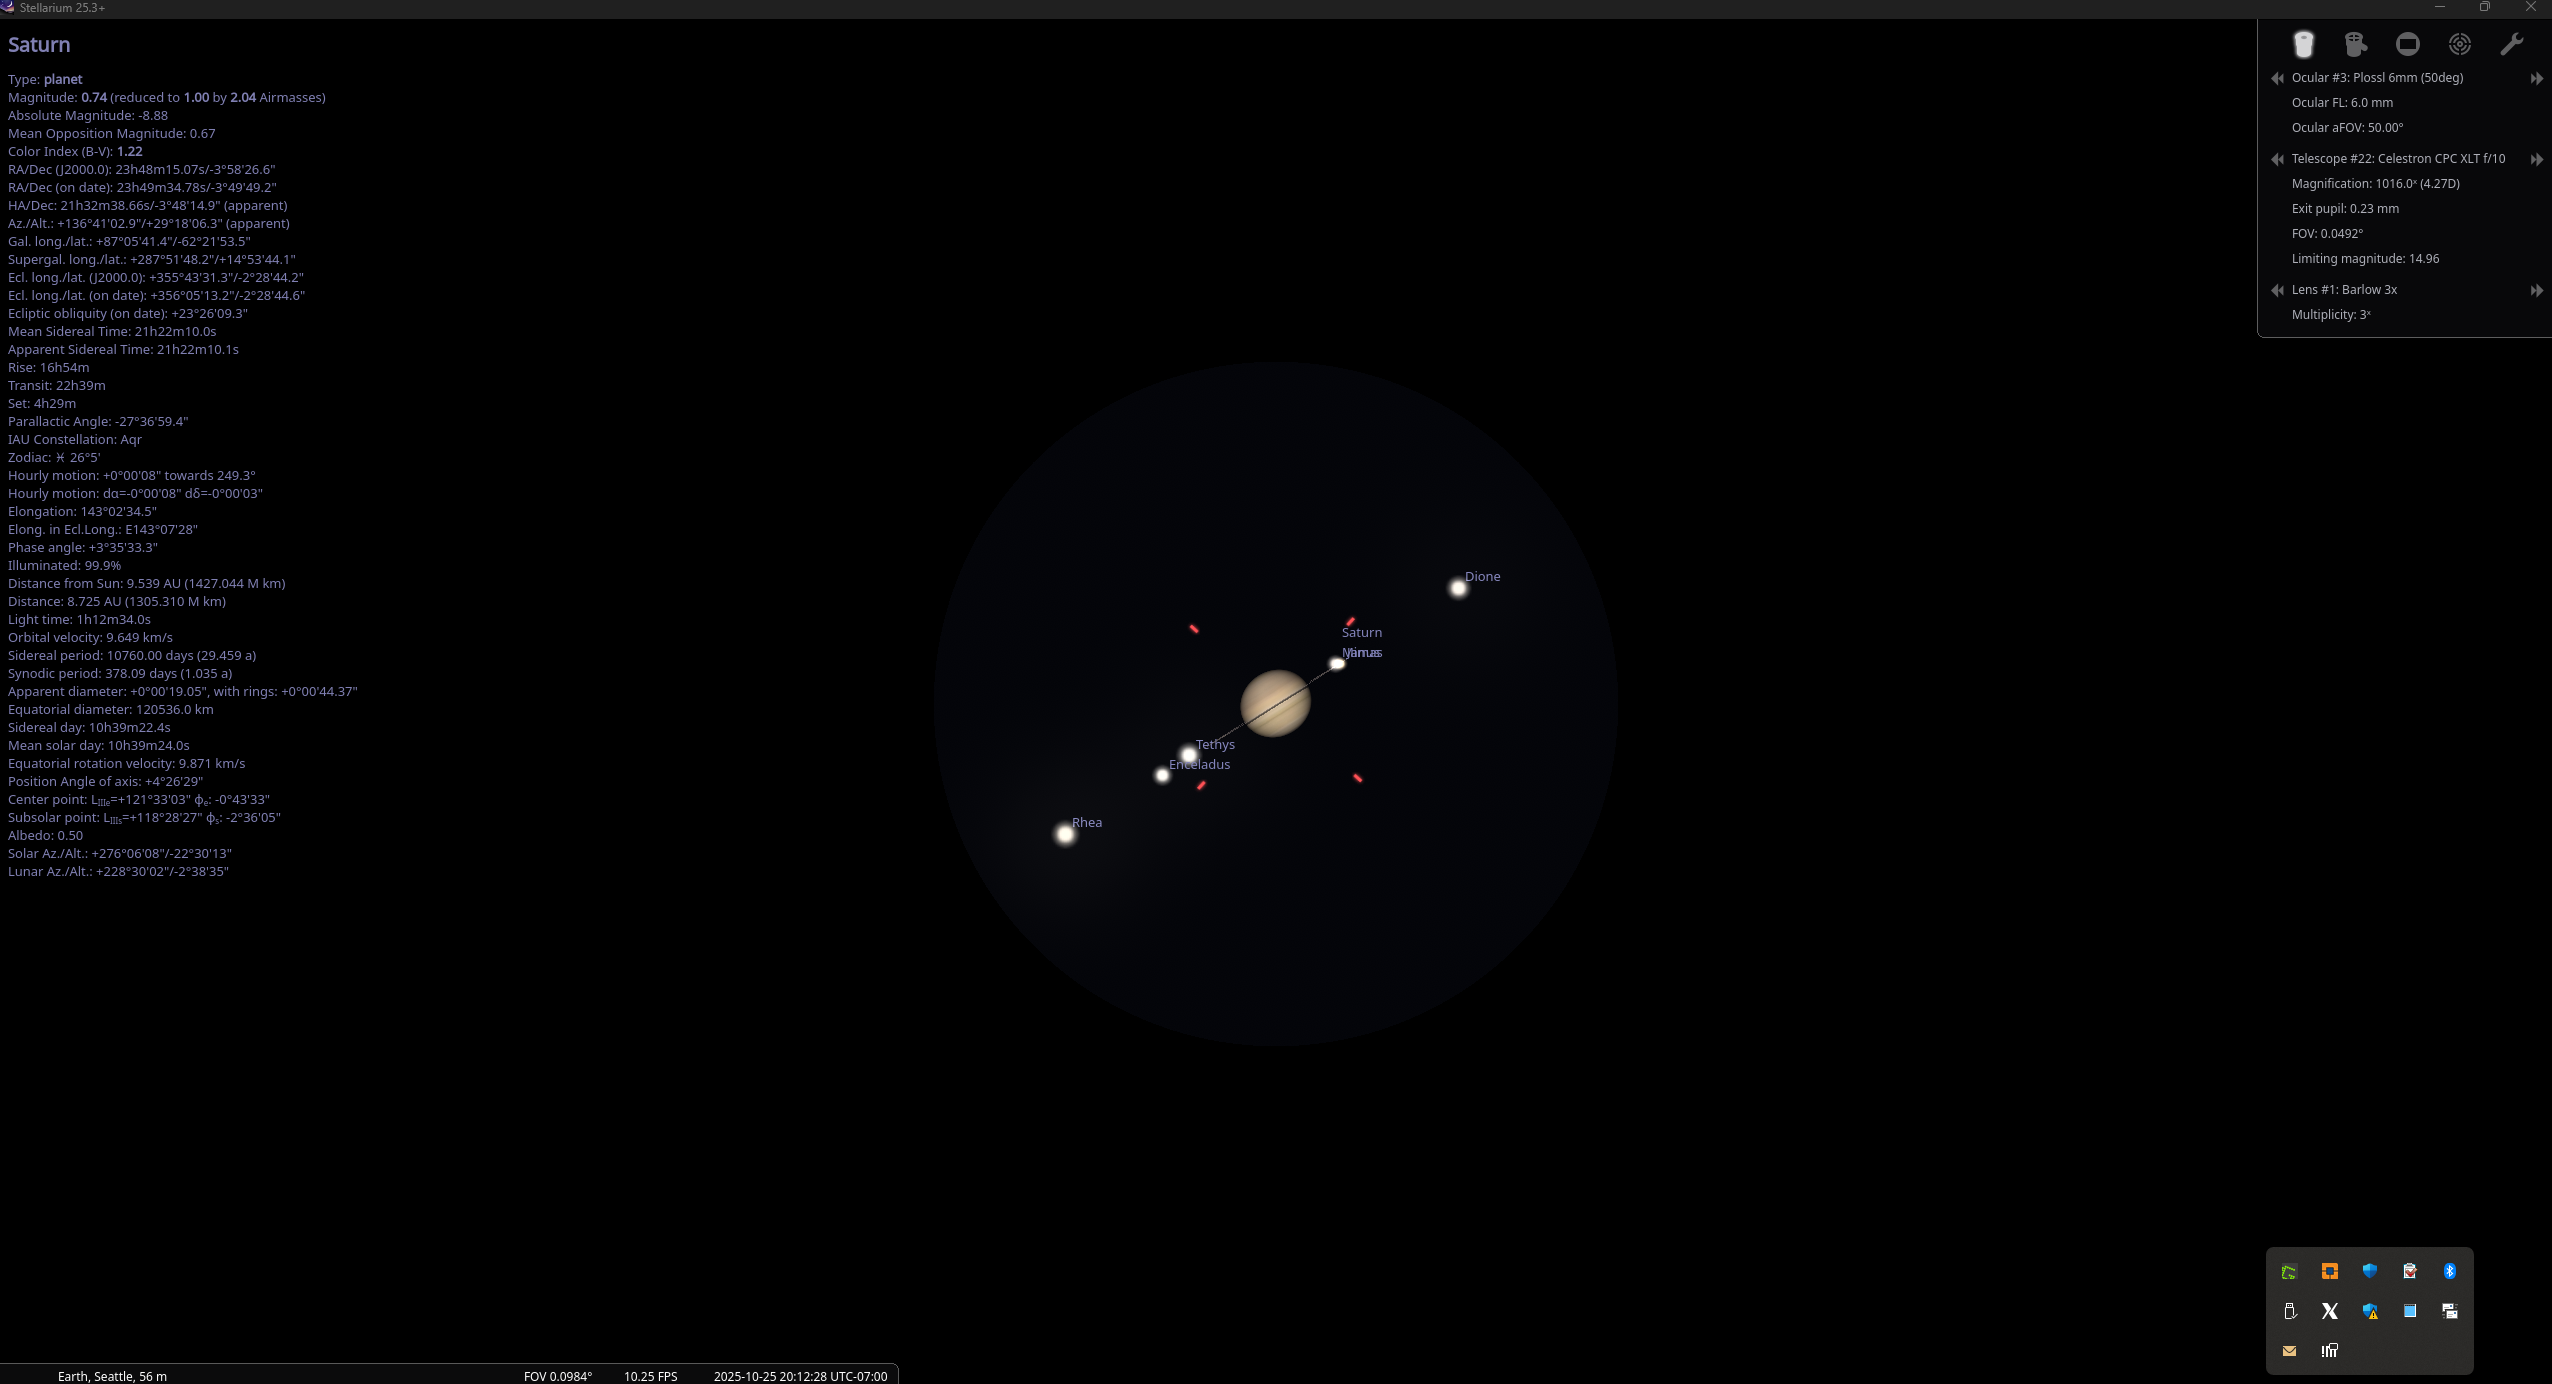 Stellarium 25.3+
Saturn
Type: planet
Magnitude: 0.74 (reduced to 1.00 by 2.04 Airmasses)
Absolute Magnitude: -8.88
Mean Opposition Magnitude: 0.67
Color Index (B-V): 1.22
RA/Dec (J2000.0): 23h48m15.07s/-3°58'26.6"
RA/Dec (on date): 23h49m34.78s/-3°49'49.2"
HA/Dec: 21h32m38.66s/-3°48'14.9" (apparent)
Az./Alt.: +136°41'02.9"/+29°18'06.3" (apparent)
Gal. long./lat.: +87°05'41.4"/-62°21'53.5"
Supergal. long./lat.: +287°51'48.2"/+14°53'44.1"
Ecl. long./lat. (J2000.0): +355°43'31.3"/-2°28'44.2"
Ecl. long./lat. (on date): +356°05'13.2"/-2°28'44.6"
Ecliptic obliquity (on date): +23°26'09.3"
Mean Sidereal Time: 21h22m10.0s
Apparent Sidereal Time: 21h22m10.1s
Rise: 16h54m
Transit: 22h39m
Set: 4h29m
Parallactic Angle: -27°36'59.4"
IAU Constellation: Aqr
Zodiac: ♓ 26°5'
Hourly motion: +0°00'08" towards 249.3°
Hourly motion: dα=-0°00'08" dδ=-0°00'03"
Elongation: 143°02'34.5"
Elong. in Ecl.Long.: E143°07'28"
Phase angle: +3°35'33.3"
Illuminated: 99.9%
Distance from Sun: 9.539 AU (1427.044 M km)
Distance: 8.725 AU (1305.310 M km)
Light time: 1h12m34.0s
Orbital velocity: 9.649 km/s
Sidereal period: 10760.00 days (29.459 a)
Synodic period: 378.09 days (1.035 a)
Apparent diameter: +0°00'19.05", with rings: +0°00'44.37"
Equatorial diameter: 120536.0 km
Sidereal day: 10h39m22.4s
Mean solar day: 10h39m24.0s
Equatorial rotation velocity: 9.871 km/s
Position Angle of axis: +4°26'29"
Center point: LIIIe=+121°33'03" ϕe: -0°43'33"
Subsolar point: LIIIs=+118°28'27" ϕs: -2°36'05"
Albedo: 0.50
Solar Az./Alt.: +276°06'08"/-22°30'13"
Lunar Az./Alt.: +228°30'02"/-2°38'35"
Ocular #3: Plossl 6mm (50deg)
Ocular FL: 6.0 mm
Ocular aFOV: 50.00°
Telescope #22: Celestron CPC XLT f/10
Magnification: 1016.0ˣ (4.27D)
Exit pupil: 0.23 mm
FOV: 0.0492°
Limiting magnitude: 14.96
Lens #1: Barlow 3x
Multiplicity: 3ˣ
Dione
Saturn
Tethys
Enceladus
Rhea
Earth, Seattle, 56 m
FOV 0.0984°
10.25 FPS
2025-10-25 20:12:28 UTC-07:00